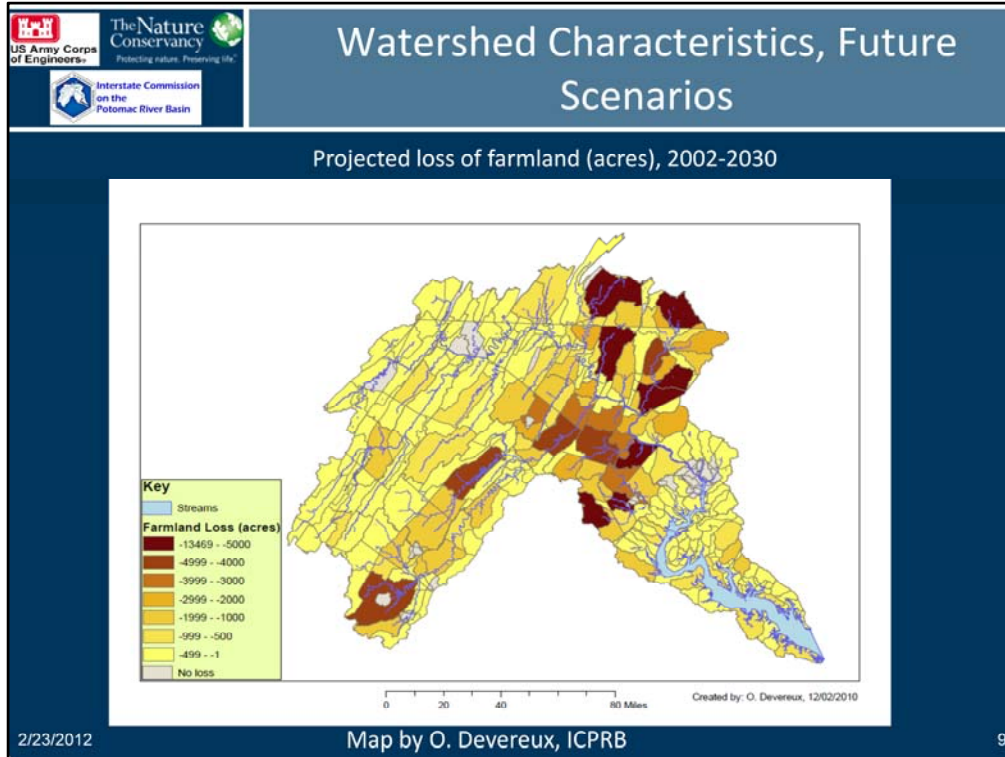 US Army Corps
of Engineers®
The Nature
Conservancy
Protecting nature. Preserving life.™
Interstate Commission
on the
Potomac River Basin
Watershed Characteristics, Future
Scenarios
Projected loss of farmland (acres), 2002-2030
Key
Streams
Farmland Loss (acres)
-13469 - -5000
-4999 - -4000
-3999 - -3000
-2999 - -2000
-1999 - -1000
-999 - -500
-499 - -1
No loss
0 20 40 80 Miles
Created by: O. Devereux, 12/02/2010
2/23/2012
Map by O. Devereux, ICPRB
9